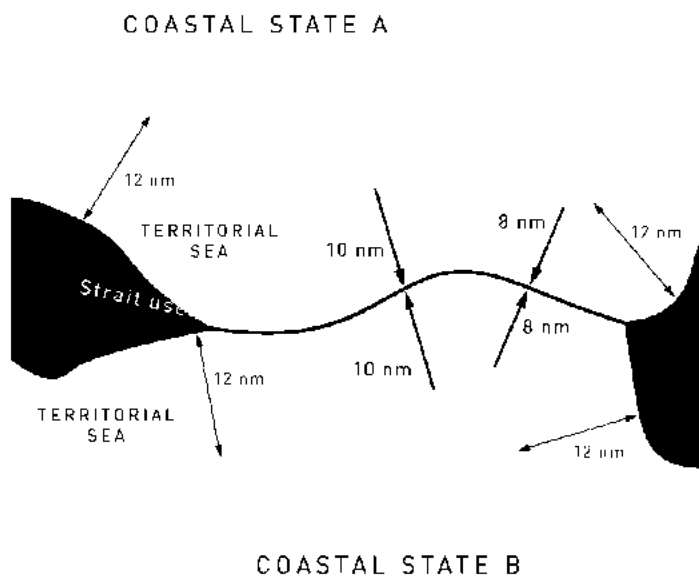 COASTAL STATE A
12 nm
TERRITORIAL
SEA
8 nm
12 nm
10 nm
Strait use
8 nm
10 nm
12 nm
TERRITORIAL
SEA
12 nm
COASTAL STATE B